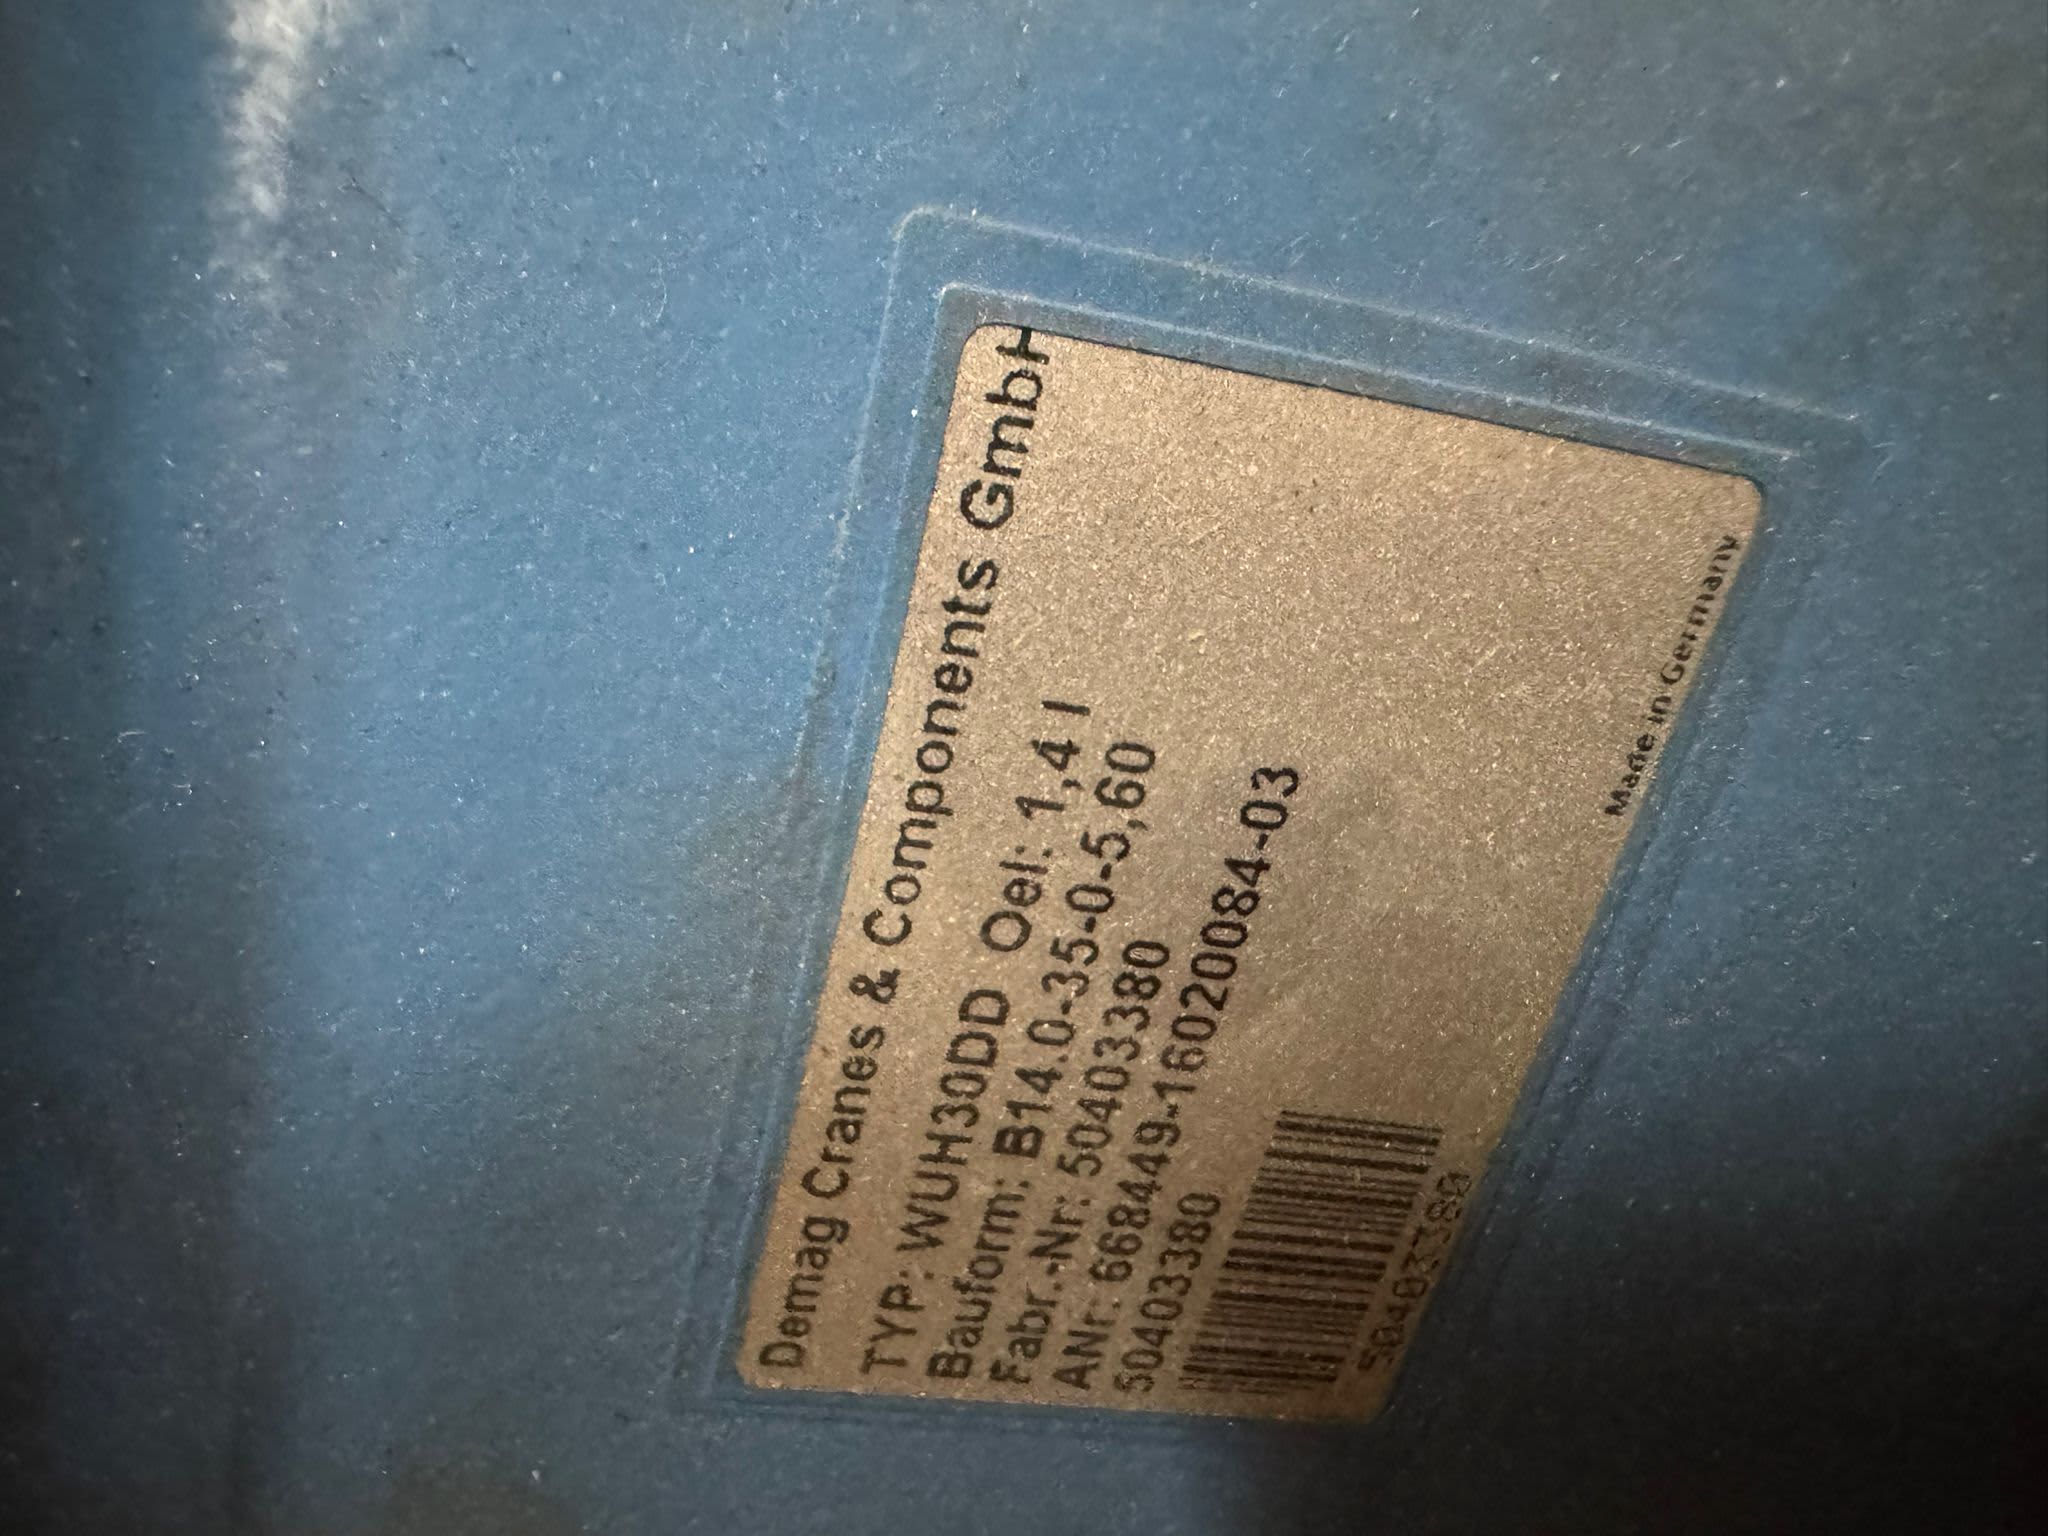 Demag Cranes & Components GmbH
TYP: WUH30DD Oel: 1,4 l
Bauform: B14.0-35-0-5,60
Fabr.-Nr: 50403380
ANr: 668449-16020084-03
50403380
50403380
Made in Germany